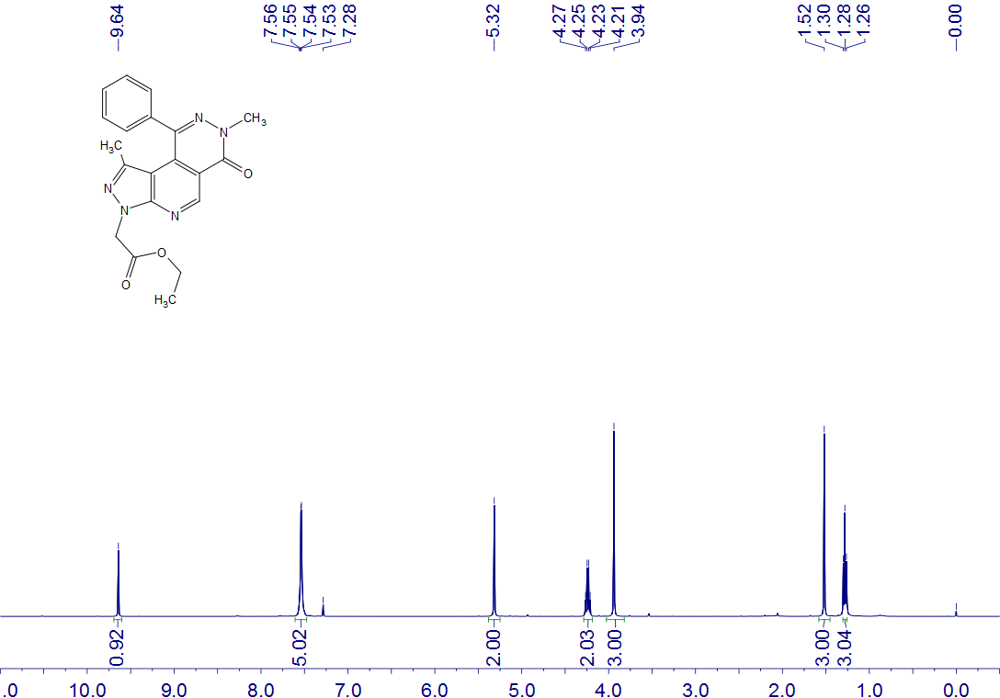 9.64
7.56
7.55
7.54
7.53
7.28
5.32
4.27
4.25
4.23
4.21
3.94
1.52
1.30
1.28
1.26
0.00
N
N
CH₃
O
H₃C
N
N
N
O
O
H₃C
0.92
5.02
2.00
2.03
3.00
3.00
3.04
.0 10.0 9.0 8.0 7.0 6.0 5.0 4.0 3.0 2.0 1.0 0.0